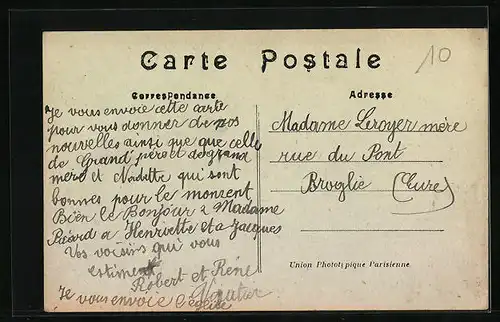 10
Carte Postale
Correspondance
Je vous envoie cette carte
pour vous donner de nos
nouvelles ainsi que que celle
de Grand père et de grand
mère et Nadette qui sont
bonnes pour le moment
Bien le Bonjour a Madame
Picard a Henriette et a Jacques
Vos voisins qui vous
estiment
Robert et René
Je vous envoie l'église
Adresse
Madame Leroyer mère
rue du Pont
Broglie (Eure)
Union Phototypique Parisienne